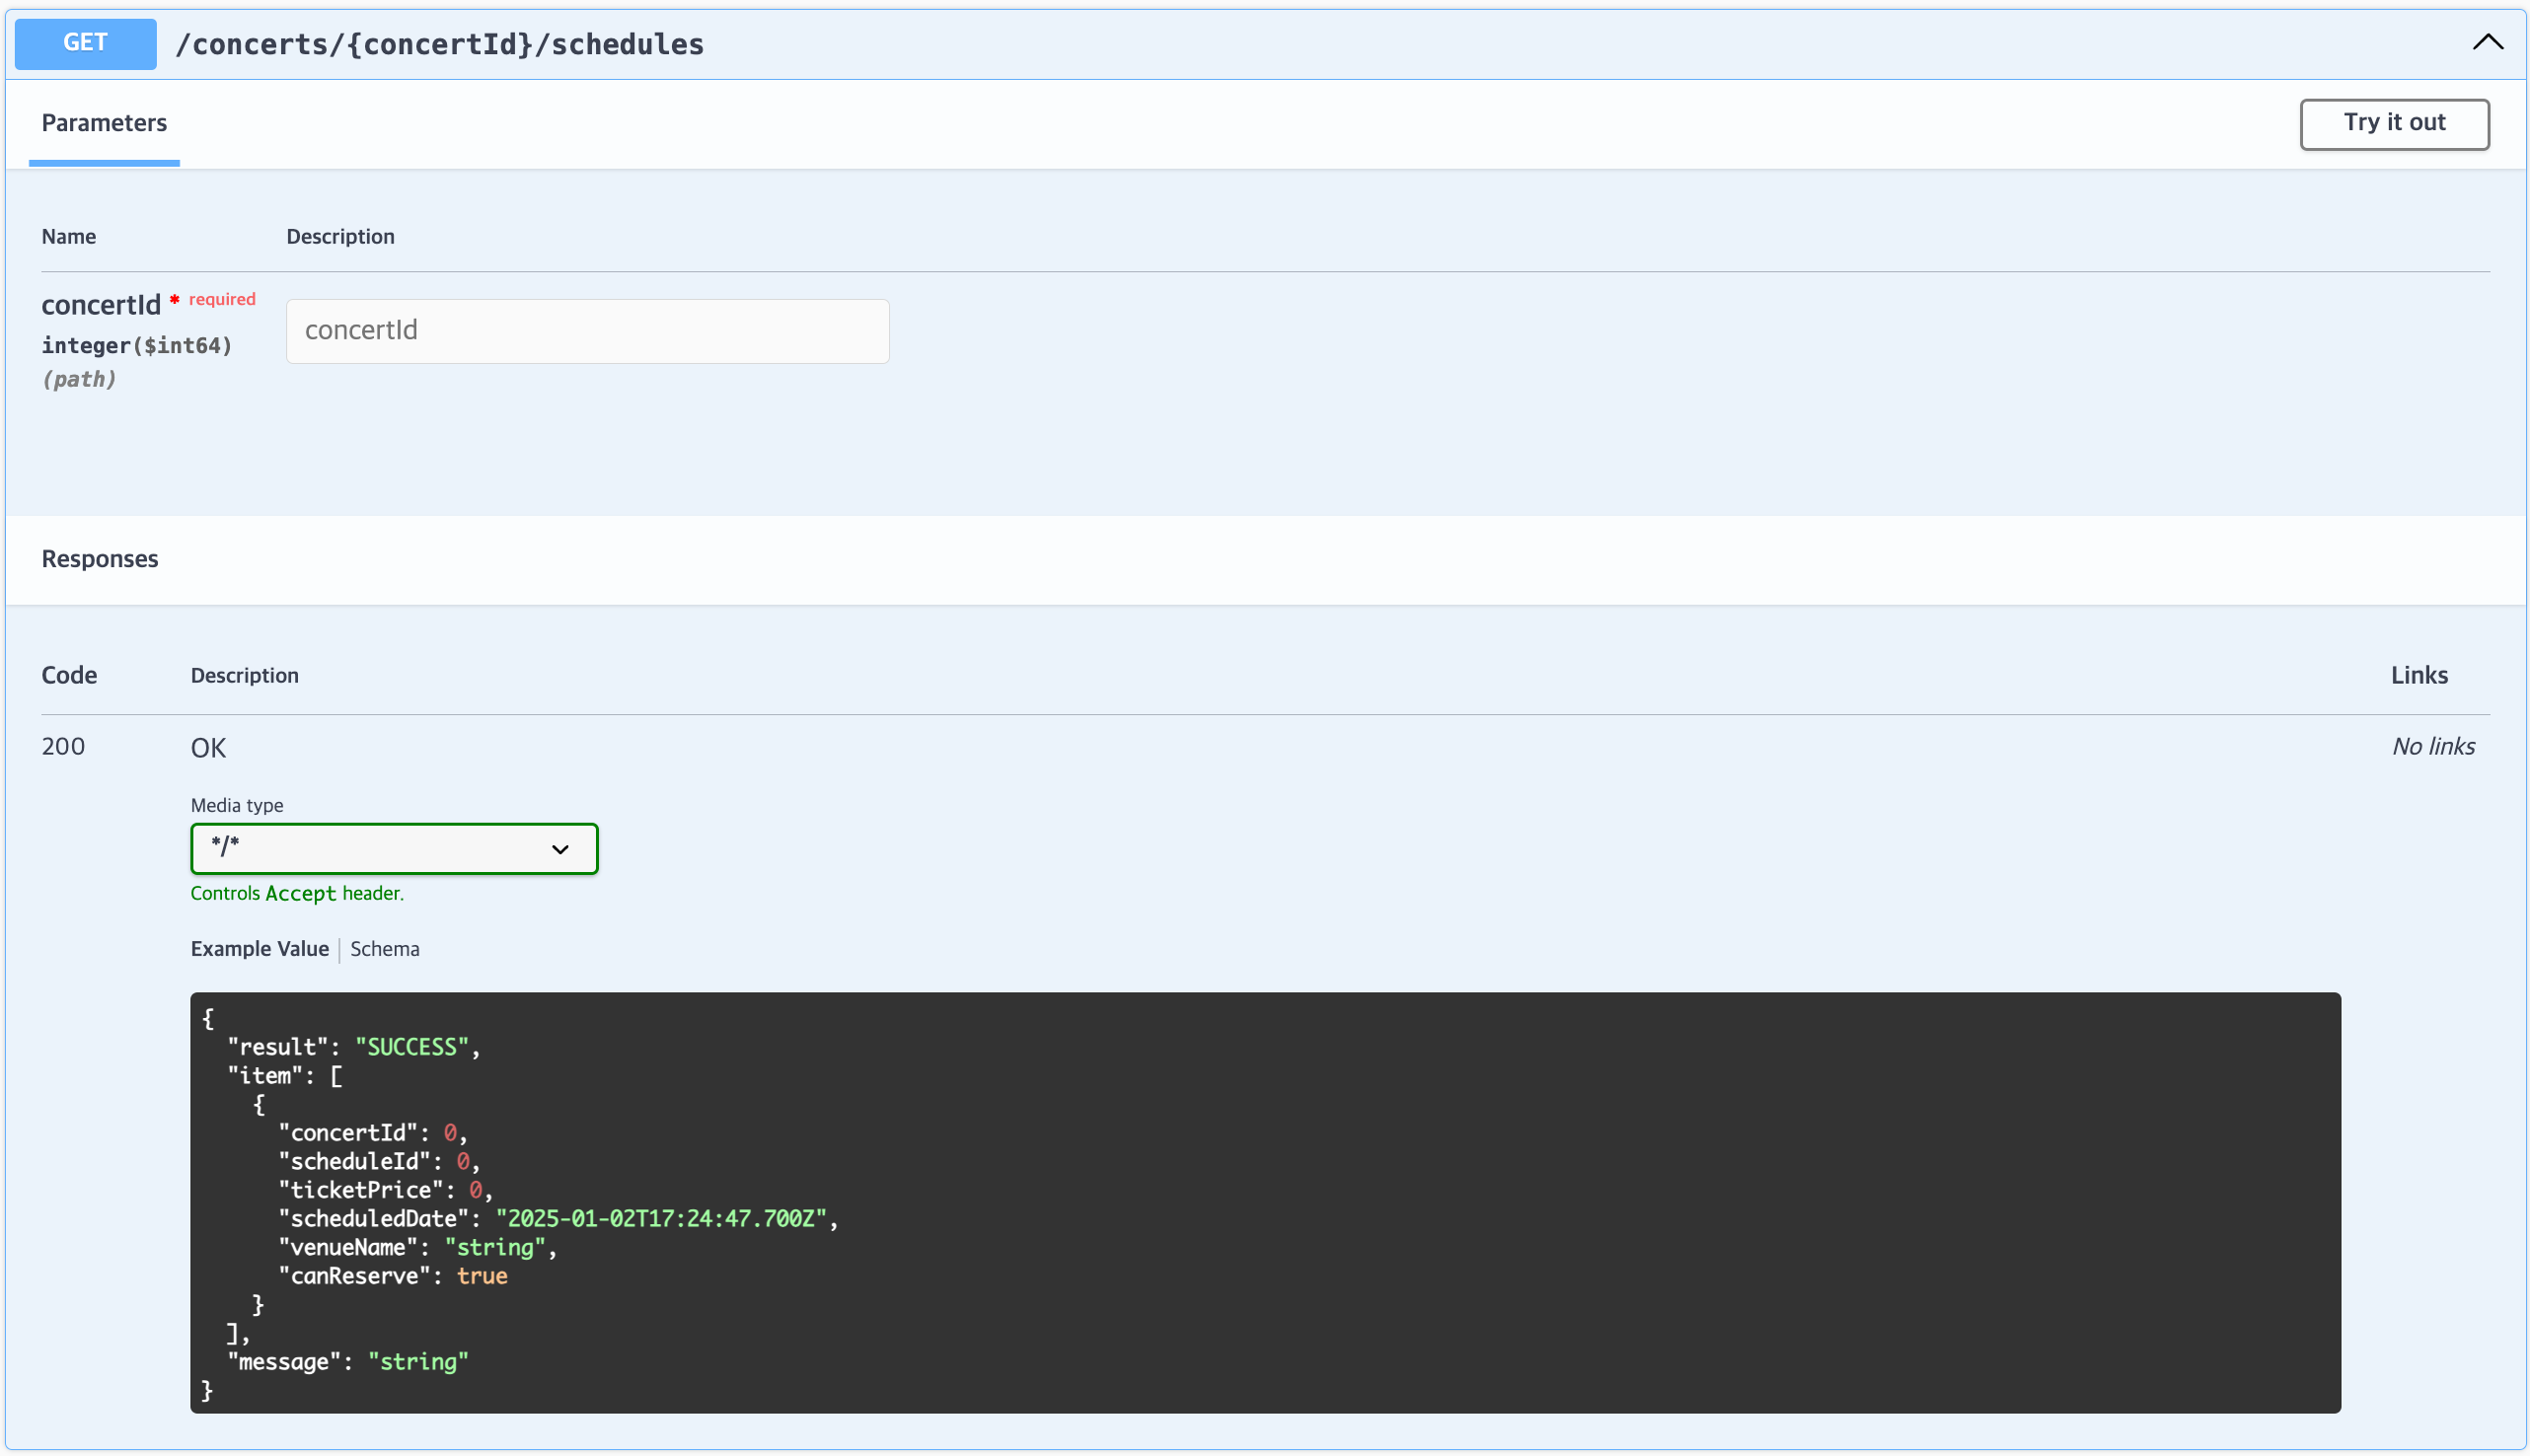 GET /concerts/{concertId}/schedules
Parameters
Try it out
Name Description
concertId * required
concertId
integer($int64)
(path)
Responses
Code Description Links
200 OK No links
Media type
*/*
Controls Accept header.
Example Value | Schema
{
  "result": "SUCCESS",
  "item": [
    {
      "concertId": 0,
      "scheduleId": 0,
      "ticketPrice": 0,
      "scheduledDate": "2025-01-02T17:24:47.700Z",
      "venueName": "string",
      "canReserve": true
    }
  ],
  "message": "string"
}